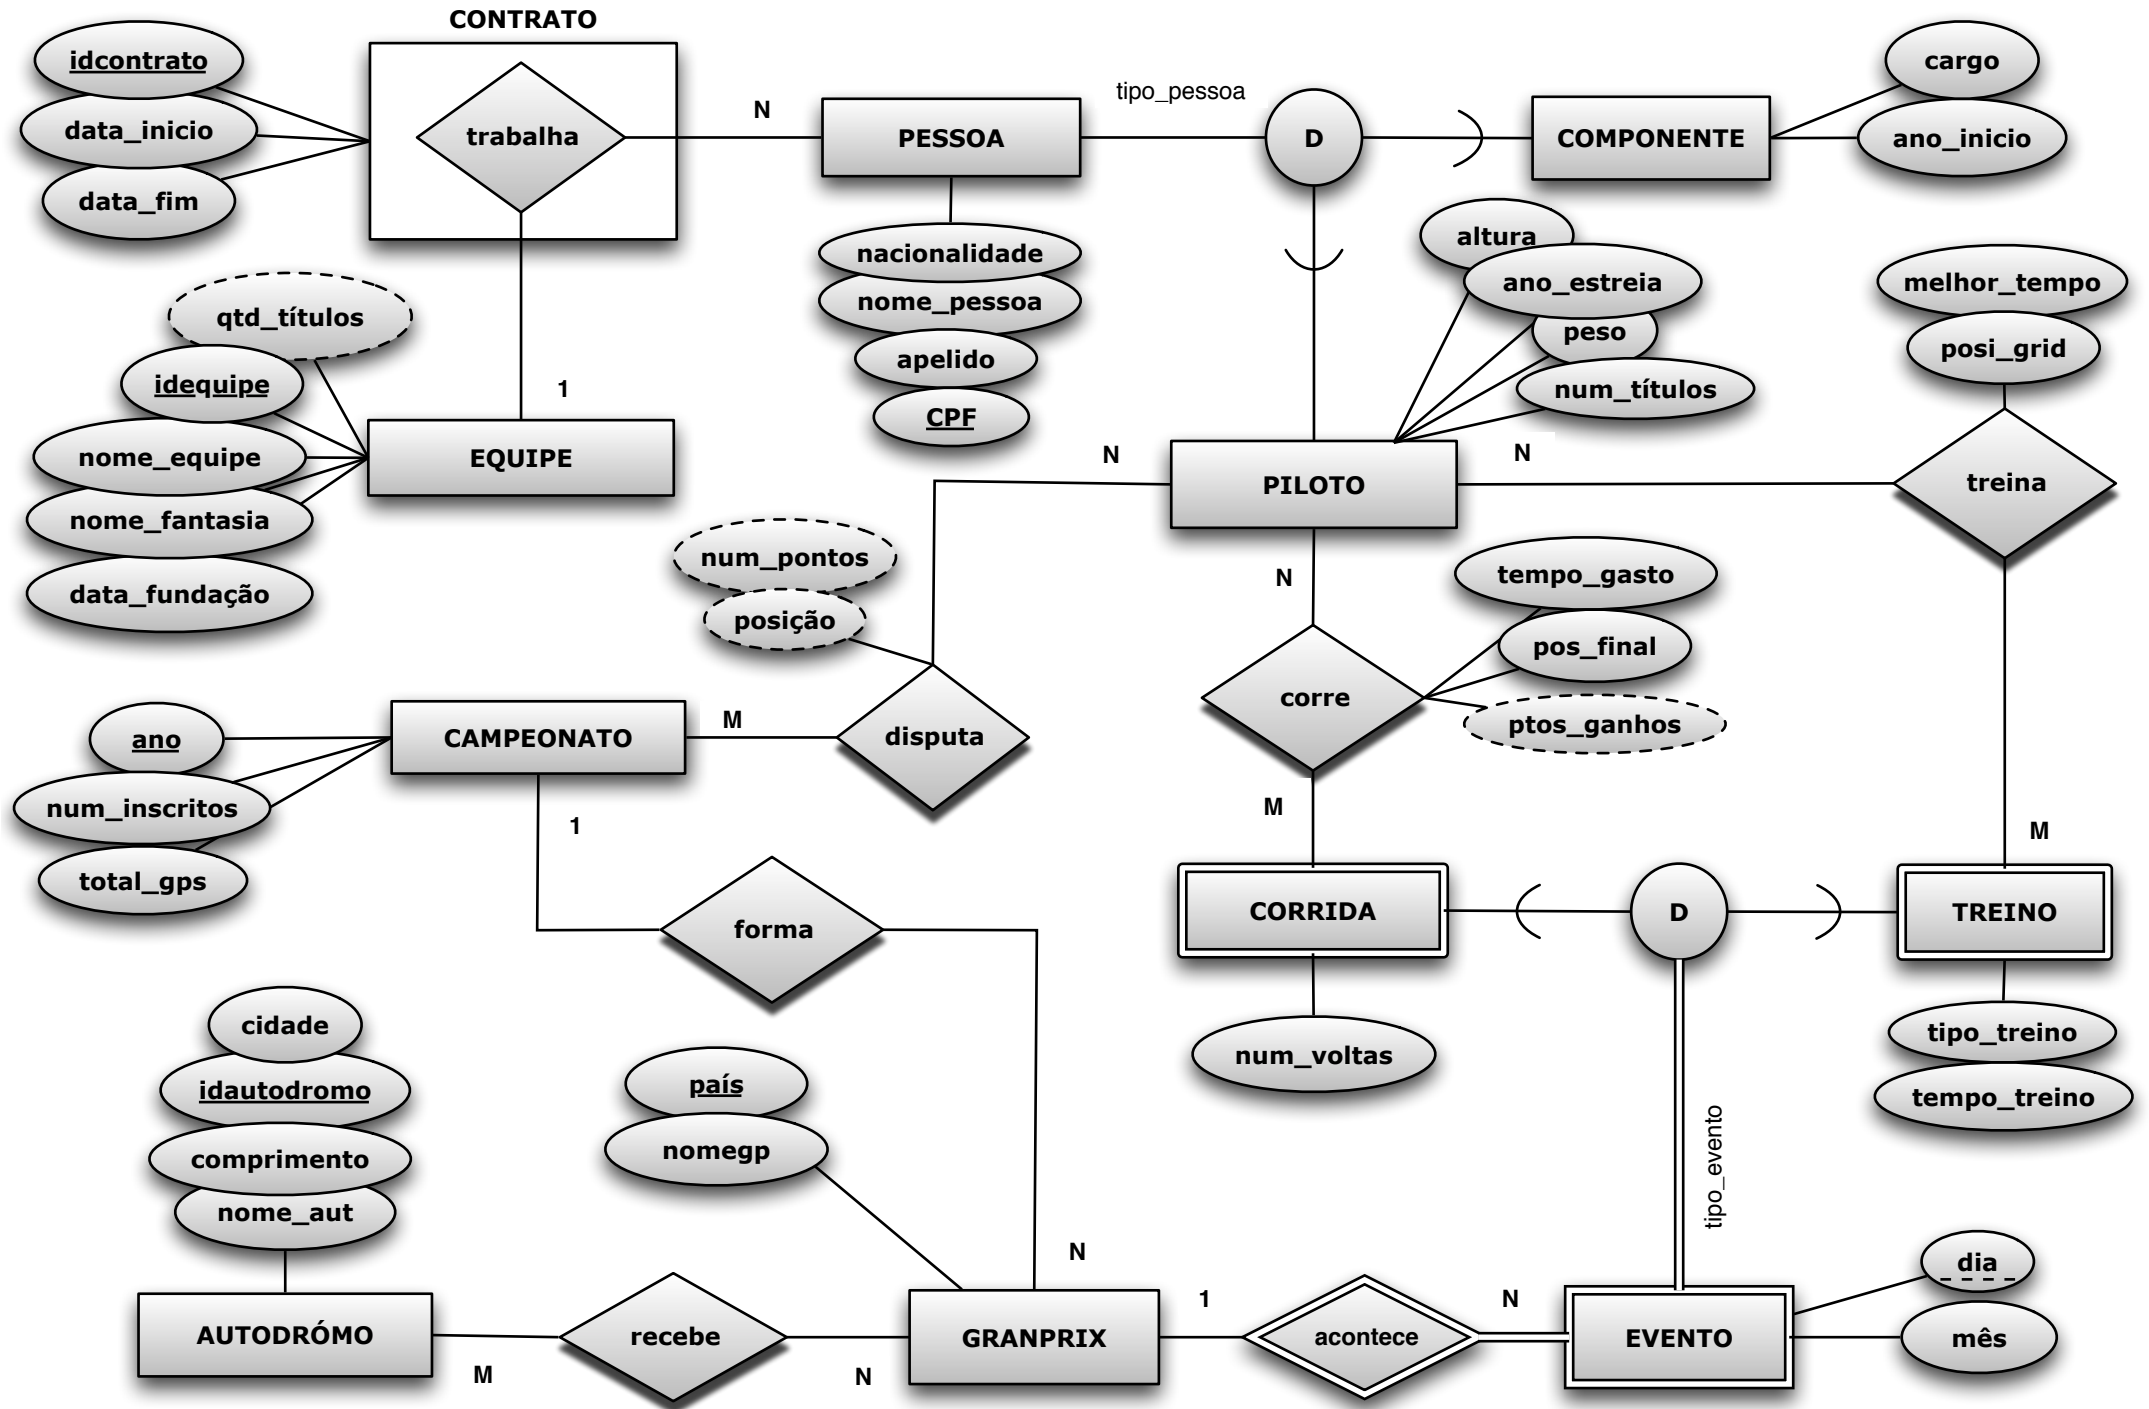 CONTRATO
idcontrato
data_inicio
data_fim
trabalha
N
PESSOA
tipo_pessoa
D
COMPONENTE
cargo
ano_inicio
nacionalidade
nome_pessoa
apelido
CPF
altura
ano_estreia
peso
num_títulos
melhor_tempo
posi_grid
qtd_títulos
idequipe
nome_equipe
nome_fantasia
data_fundação
1
EQUIPE
N
PILOTO
N
treina
num_pontos
posição
N
tempo_gasto
pos_final
ptos_ganhos
corre
ano
num_inscritos
total_gps
CAMPEONATO
M
disputa
1
M
M
forma
CORRIDA
D
TREINO
num_voltas
tipo_treino
tempo_treino
cidade
idautodromo
comprimento
nome_aut
país
nomegp
tipo_evento
N
1
N
dia
mês
AUTODRÓMO
recebe
GRANPRIX
acontece
EVENTO
M
N